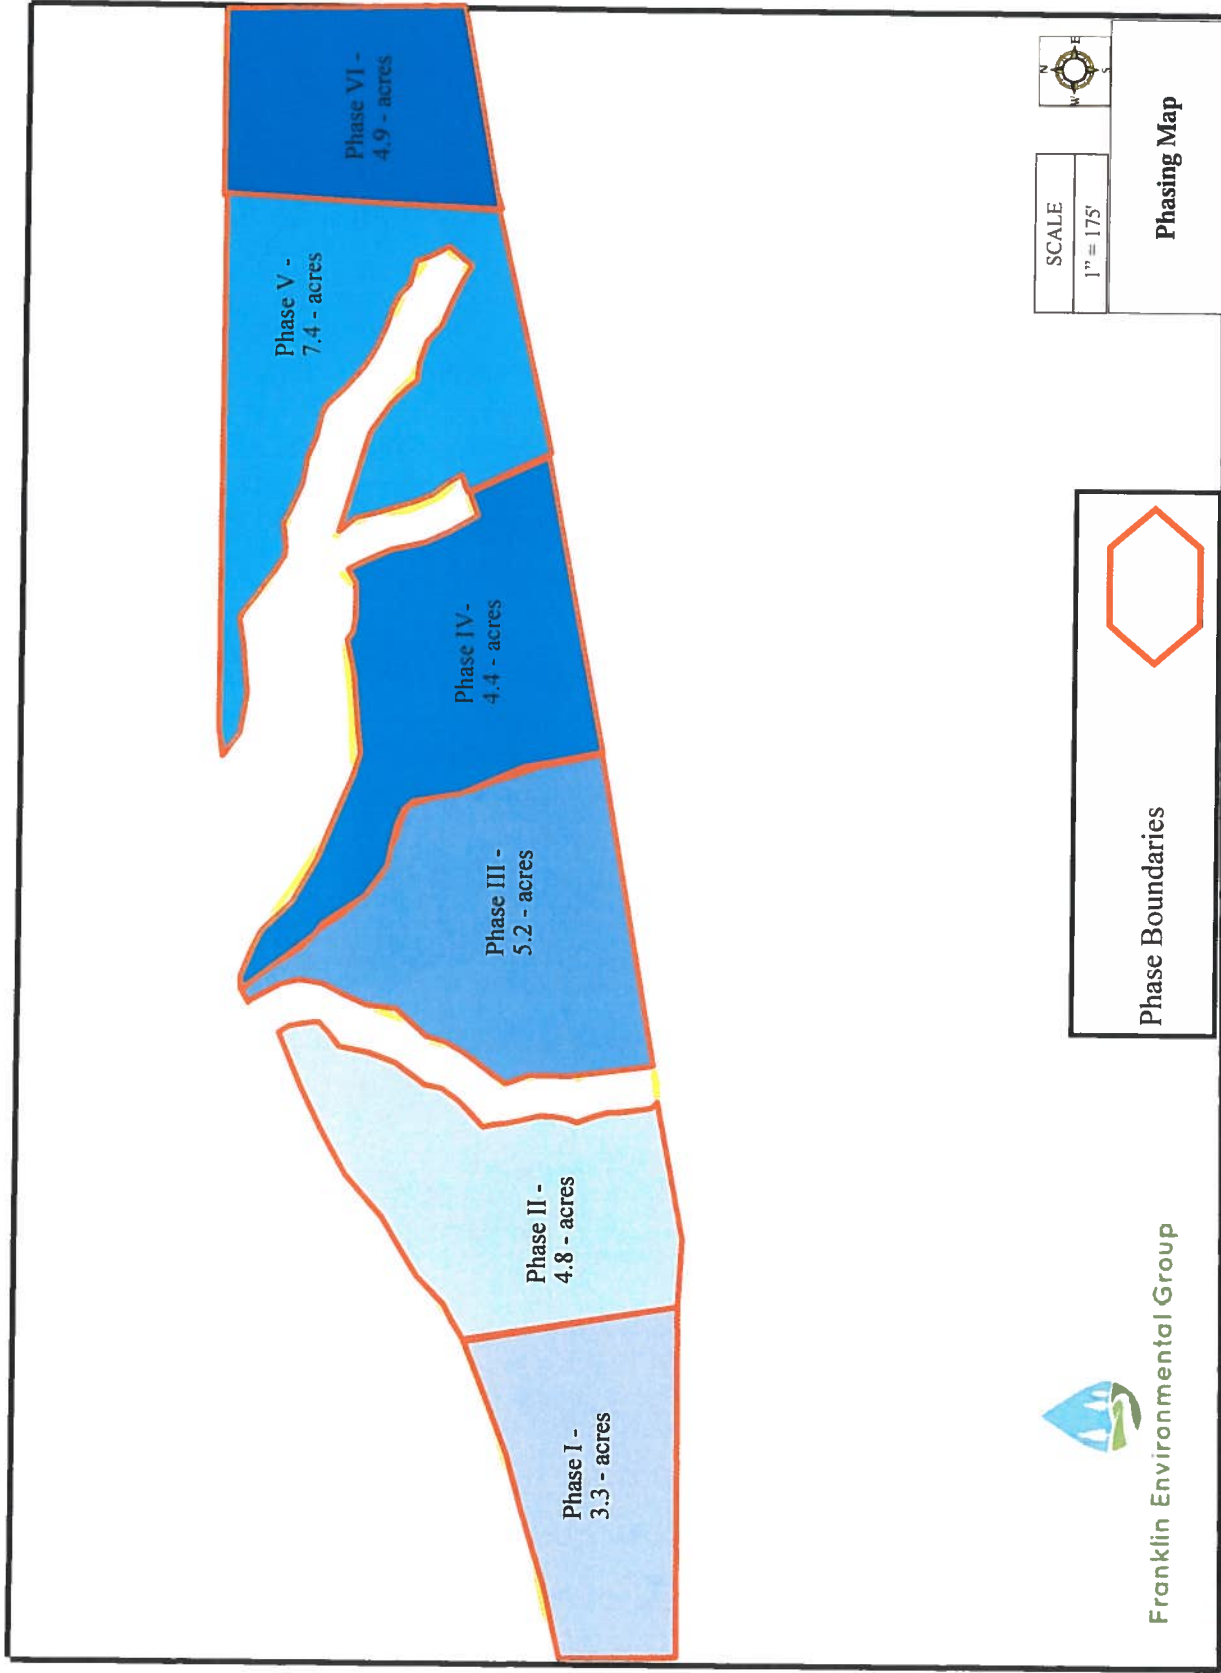 Phase I -
3.3 - acres
Phase II -
4.8 - acres
Phase III -
5.2 - acres
Phase IV-
4.4 - acres
Phase V -
7.4 - acres
Phase VI -
4.9 - acres
Franklin Environmental Group
Phase Boundaries
SCALE
1" = 175'
N
W
E
S
Phasing Map